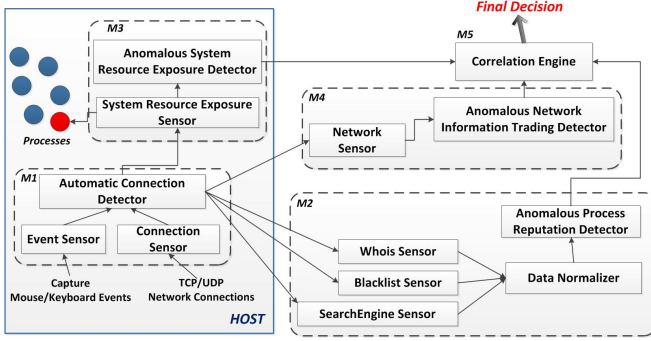 Final Decision
M3
M5
Anomalous System
Resource Exposure Detector
Correlation Engine
System Resource Exposure
Sensor
Processes
M4
Anomalous Network
Information Trading Detector
Network
Sensor
M1
Automatic Connection
Detector
Event Sensor
Connection
Sensor
Capture
Mouse/Keyboard Events
TCP/UDP
Network Connections
HOST
M2
Anomalous Process
Reputation Detector
Whois Sensor
Blacklist Sensor
Data Normalizer
SearchEngine Sensor